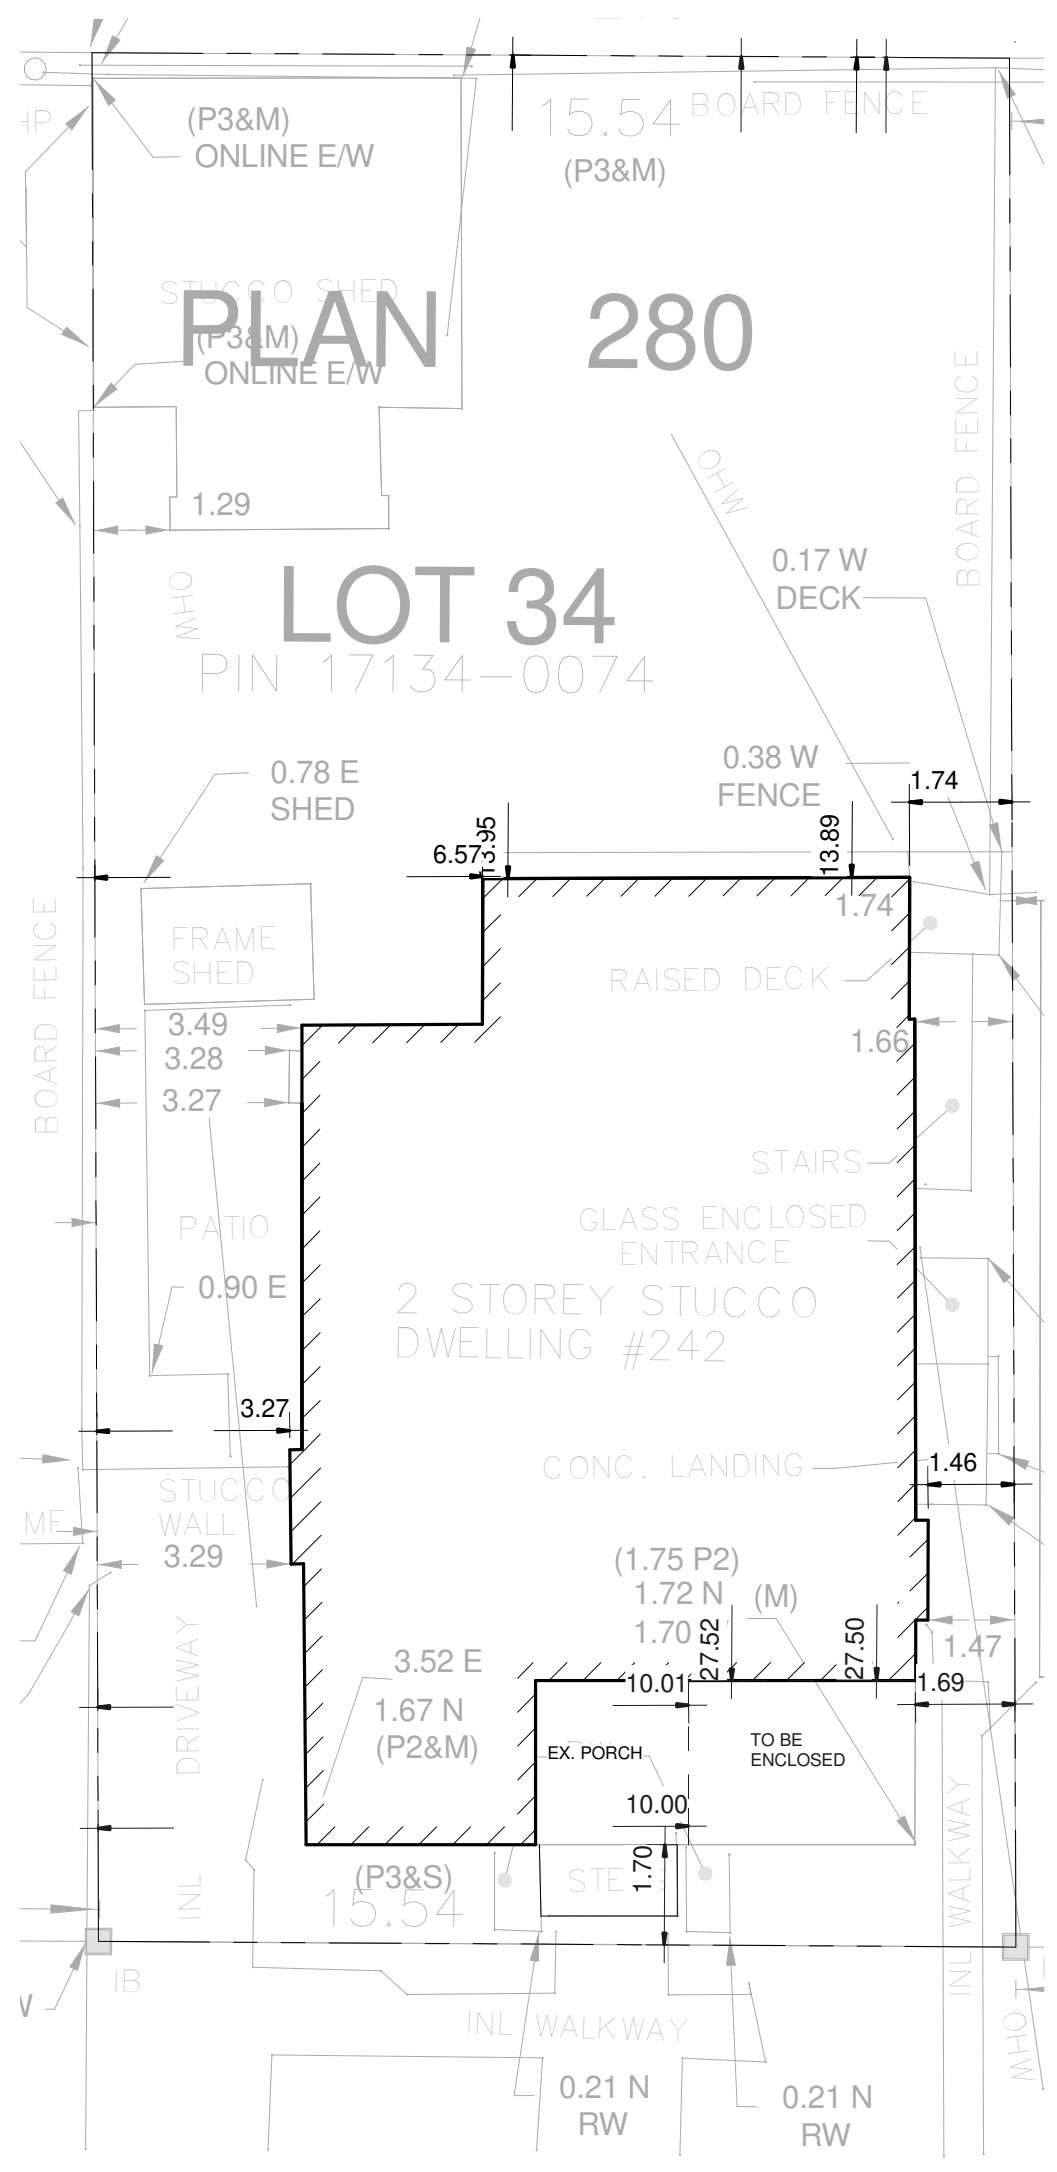 (P3&M)
ONLINE E/W
15.54
(P3&M)
BOARD FENCE
HP
STUCCO SHED
PLAN 280
(P3&M)
ONLINE E/W
BOARD FENCE
OHW
1.29
0.17 W
DECK
OHW
LOT 34
PIN 17134-0074
0.78 E
SHED
0.38 W
FENCE
1.74
6.57
13.95
13.89
1.74
FRAME
SHED
BOARD FENCE
RAISED DECK
3.49
3.28
3.27
1.66
STAIRS
PATIO
GLASS ENCLOSED
ENTRANCE
0.90 E
2 STOREY STUCCO
DWELLING #242
3.27
CONC. LANDING
1.46
STUCCO
WALL
3.29
(1.75 P2)
1.72 N
1.70
(M)
27.52
27.50
1.47
DRIVEWAY
3.52 E
1.67 N
(P2&M)
10.01
1.69
EX. PORCH
TO BE
ENCLOSED
10.00
1.70
(P3&S)
15.54
STE
INL
INL WALKWAY
IB
INL WALKWAY
OHW
0.21 N
RW
0.21 N
RW